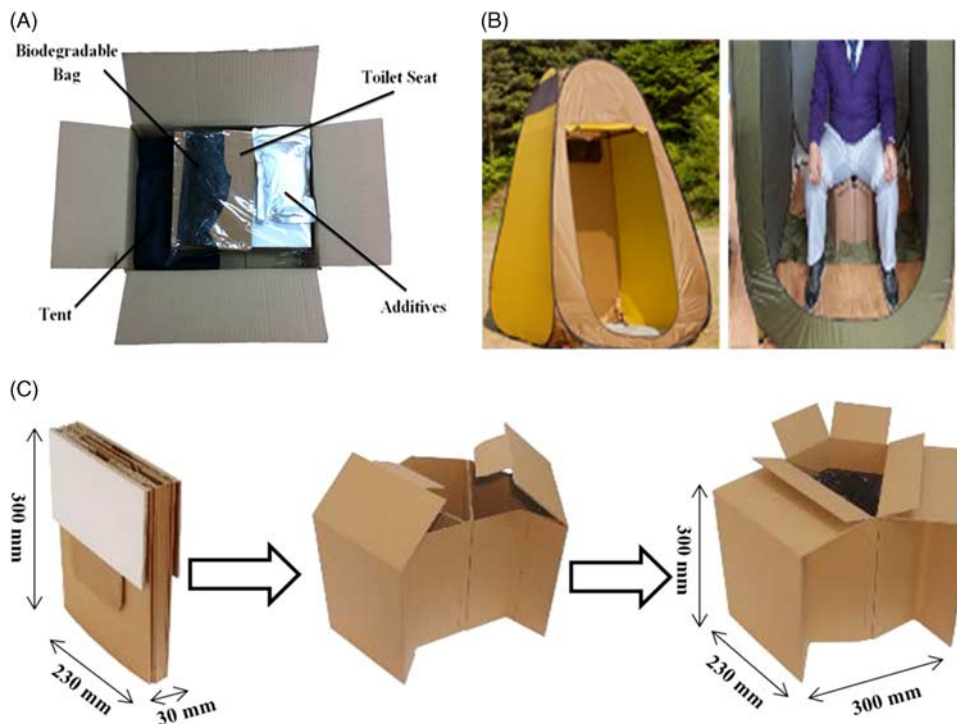 (A)
Biodegradable
Bag
Toilet Seat
Tent
Additives
(B)
(C)
300 mm
230 mm
30 mm
300 mm
230 mm
300 mm